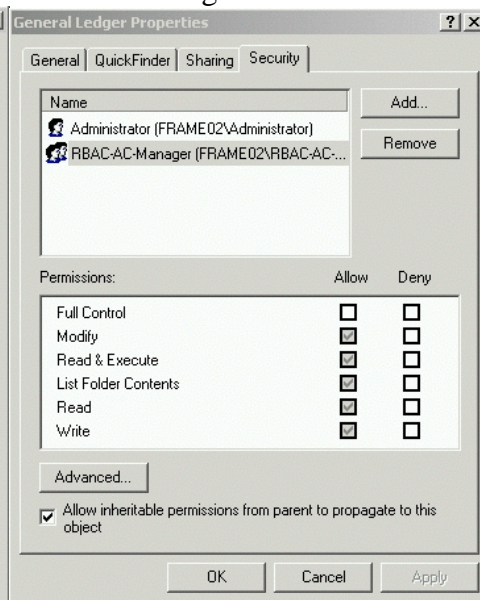 General Ledger Properties
General QuickFinder Sharing Security
Name
Add...
Administrator (FRAME02\Administrator)
Remove
RBAC-AC-Manager (FRAME02\RBAC-AC-...
Permissions: Allow Deny
Full Control
Modify
Read & Execute
List Folder Contents
Read
Write
Advanced...
Allow inheritable permissions from parent to propagate to this
object
OK Cancel Apply